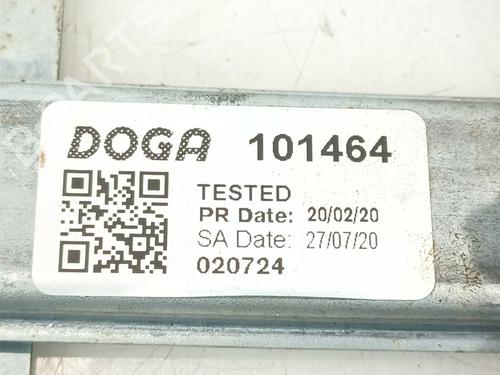 DOGA 101464
TESTED
PR Date: 20/02/20
SA Date: 27/07/20
020724